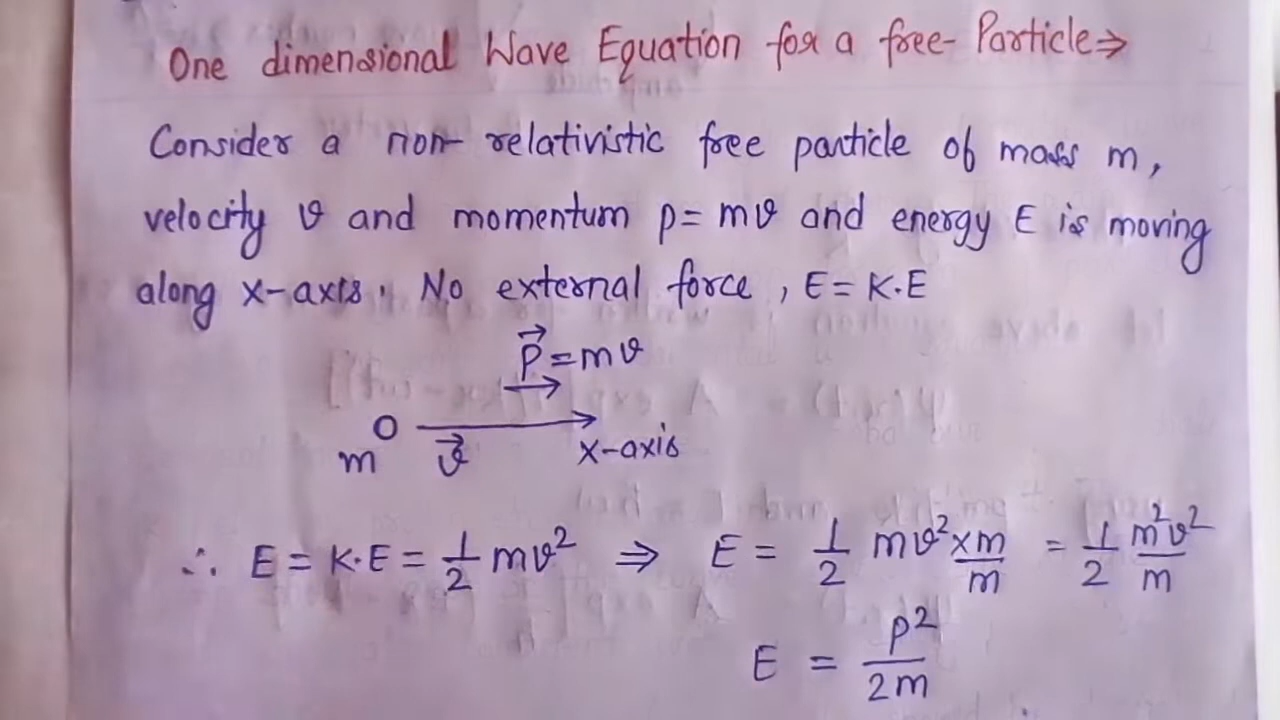 One dimensional Wave Equation for a free-Particle⇒
Consider a non-relativistic free particle of mass m,
velocity v and momentum p=mv and energy E is moving
along x-axis. No external force, E=K.E
P⃗=mv
→
O
m v⃗ x-axis
∴ E=K.E=1/2 mv² ⇒ E = 1/2 mv²×m/m = 1/2 m²v²/m
E = p²/2m